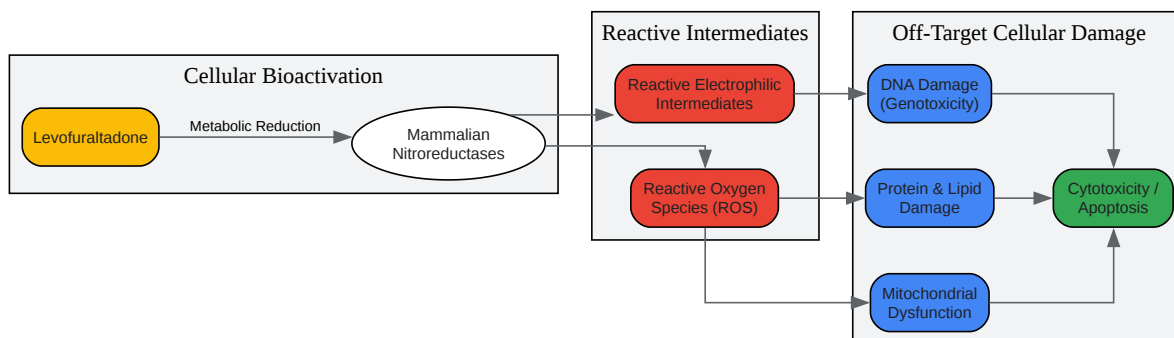 Cellular Bioactivation
Levofuraltadone
Metabolic Reduction
Mammalian
Nitroreductases
Reactive Intermediates
Reactive Electrophilic
Intermediates
Reactive Oxygen
Species (ROS)
Off-Target Cellular Damage
DNA Damage
(Genotoxicity)
Protein & Lipid
Damage
Mitochondrial
Dysfunction
Cytotoxicity /
Apoptosis